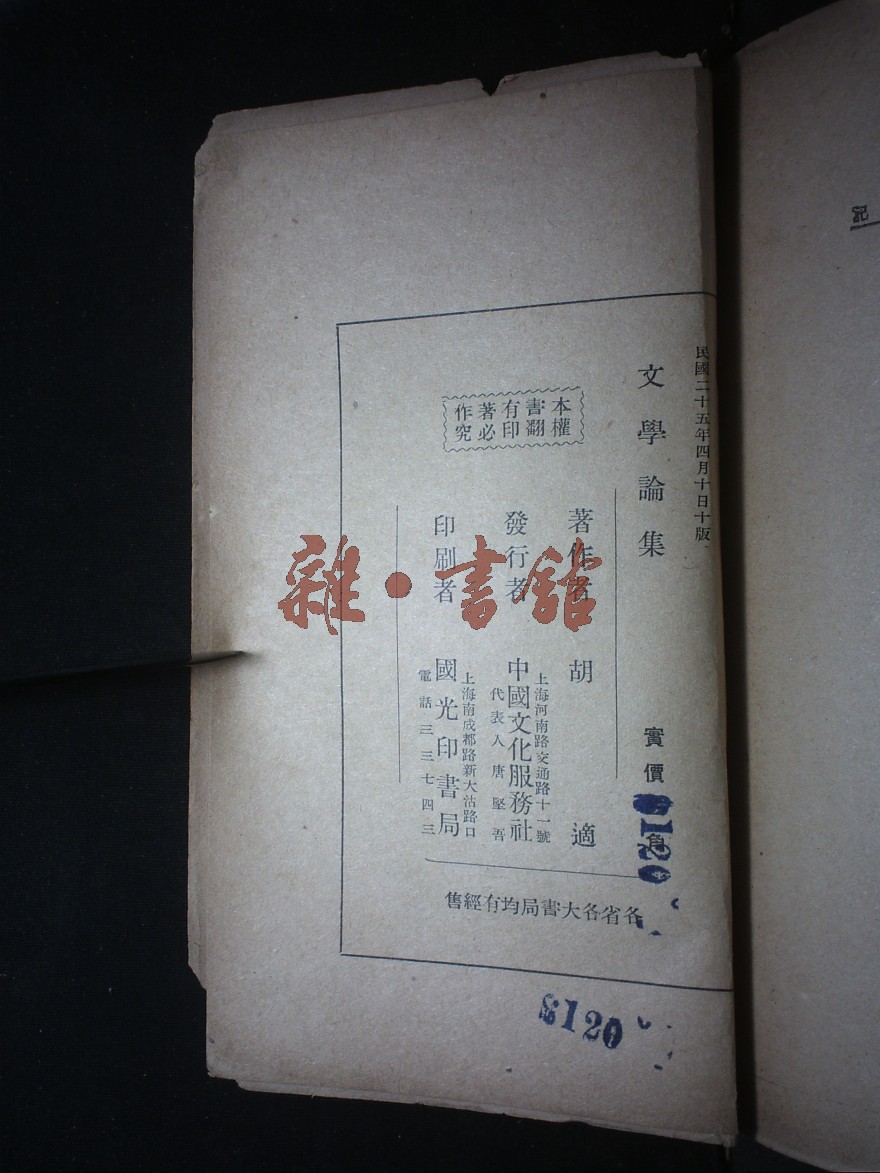 民國二十五年四月十日十版
文學論集
實價 角
本書有著作
權翻印必究
著作者 胡適
上海河南路交通路十一號
發行者 中國文化服務社
代表人唐堅吾
上海南成都路新大沽路口
印刷者 國光印書局
電話三三七四三
各省各大書局均有經售
120
120
雜·書館